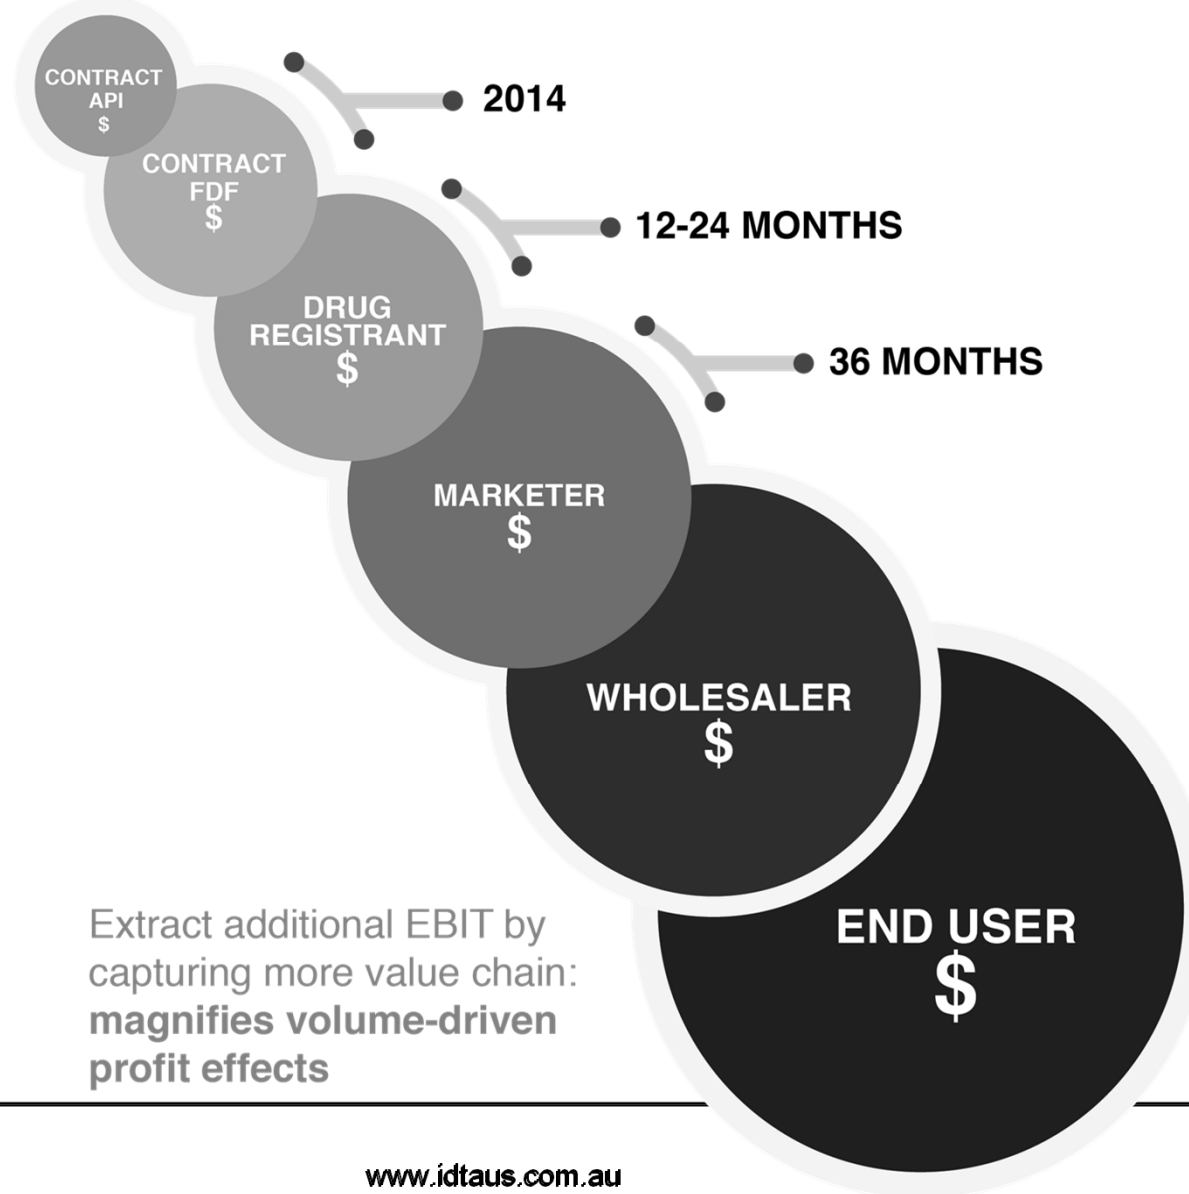 CONTRACT
API
$
CONTRACT
FDF
$
2014
DRUG
REGISTRANT
$
12-24 MONTHS
MARKETER
$
36 MONTHS
WHOLESALER
$
END USER
$
Extract additional EBIT by
capturing more value chain:
magnifies volume-driven
profit effects
www.idtaus.com.au